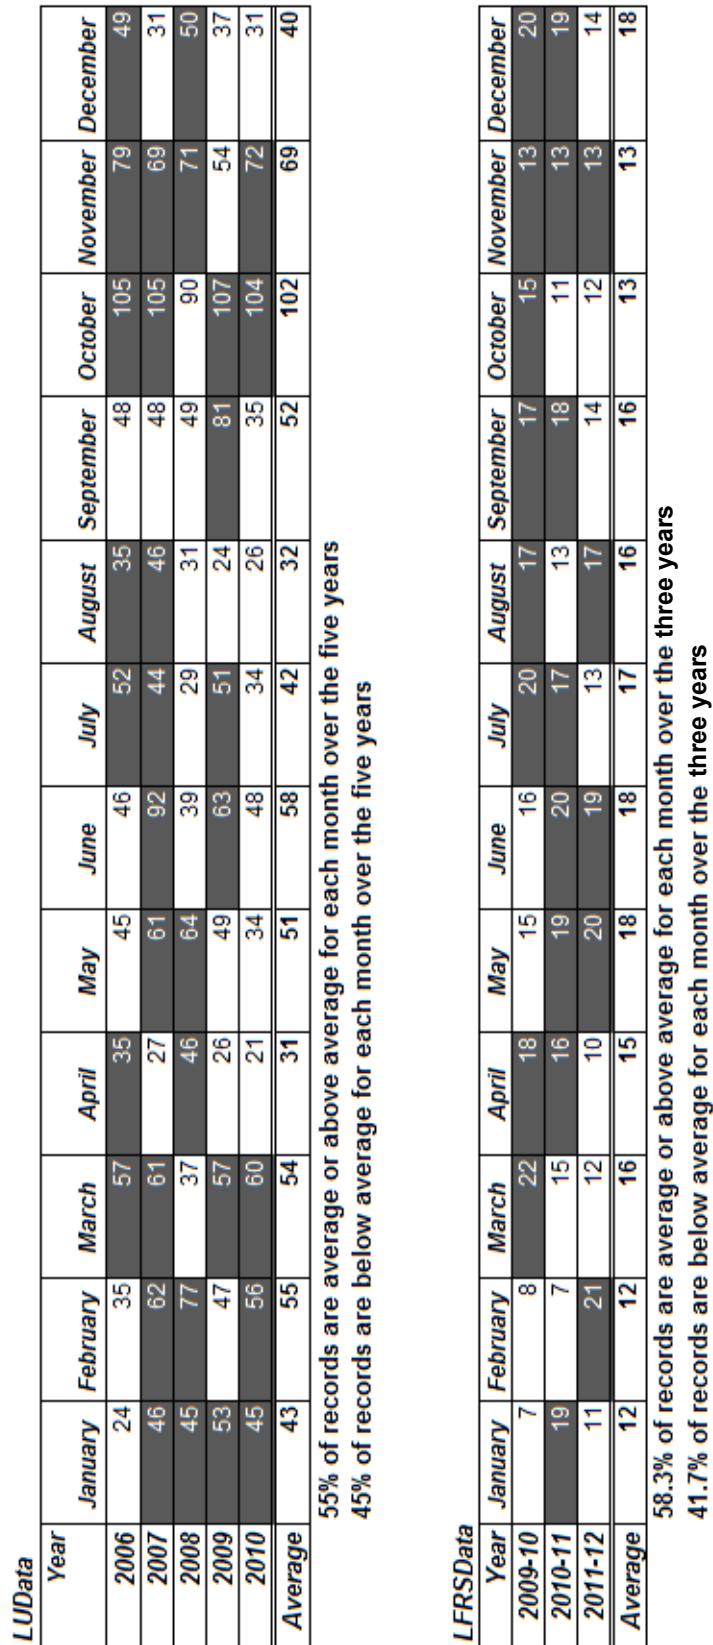 LUData
Year January February March April May June July August September October November December
2006 24 35 57 35 45 46 52 35 48 105 79 49
2007 46 62 61 27 61 92 44 46 48 105 69 31
2008 45 77 37 46 64 39 29 31 49 90 71 50
2009 53 47 57 26 49 63 51 24 81 107 54 37
2010 45 56 60 21 34 48 34 26 35 104 72 31
Average 43 55 54 31 51 58 42 32 52 102 69 40
55% of records are average or above average for each month over the five years
45% of records are below average for each month over the five years
LFRSData
Year January February March April May June July August September October November December
2009-10 7 8 22 18 15 16 20 17 17 15 13 20
2010-11 19 7 15 16 19 20 17 13 18 11 13 19
2011-12 11 21 12 10 20 19 13 17 14 12 13 14
Average 12 12 16 15 18 18 17 16 16 13 13 18
58.3% of records are average or above average for each month over the three years
41.7% of records are below average for each month over the three years